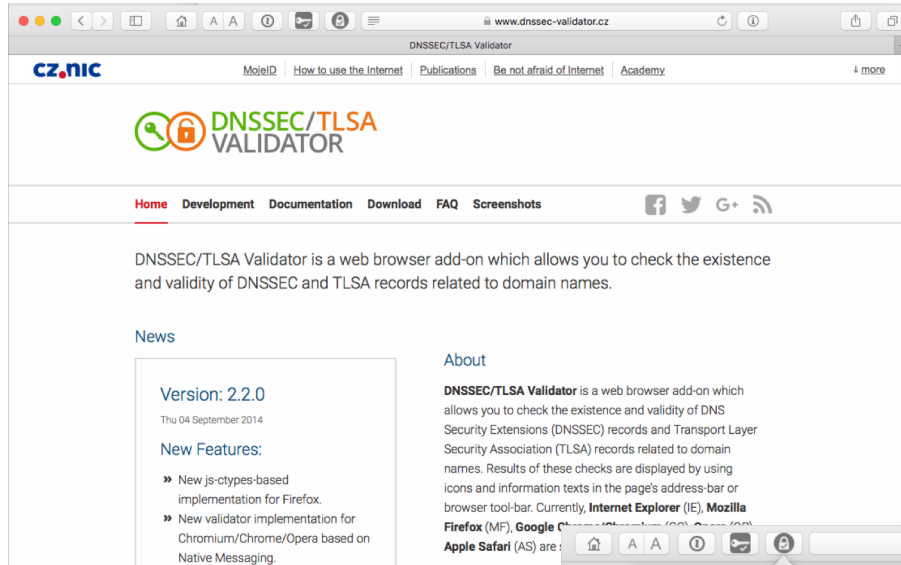 www.dnssec-validator.cz
DNSSEC/TLSA Validator
CZ.NIC
MojeID
How to use the Internet
Publications
Be not afraid of Internet
Academy
↓ more
DNSSEC/TLSA
VALIDATOR
Home Development Documentation Download FAQ Screenshots
DNSSEC/TLSA Validator is a web browser add-on which allows you to check the existence
and validity of DNSSEC and TLSA records related to domain names.
News
Version: 2.2.0
Thu 04 September 2014
New Features:
» New js-ctypes-based
implementation for Firefox.
» New validator implementation for
Chromium/Chrome/Opera based on
Native Messaging.
About
DNSSEC/TLSA Validator is a web browser add-on which
allows you to check the existence and validity of DNS
Security Extensions (DNSSEC) records and Transport Layer
Security Association (TLSA) records related to domain
names. Results of these checks are displayed by using
icons and information texts in the page's address-bar or
browser tool-bar. Currently, Internet Explorer (IE), Mozilla
Firefox (MF), Google
Apple Safari (AS) are
A A